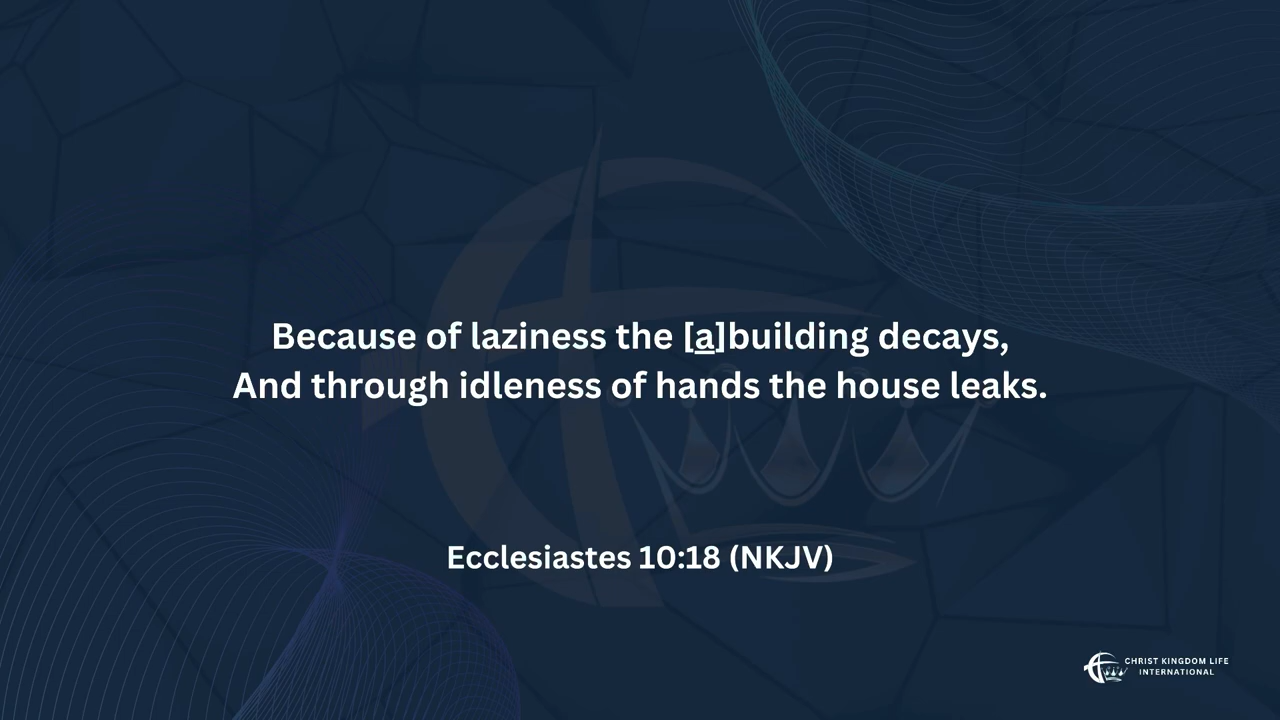 Because of laziness the [a]building decays,
And through idleness of hands the house leaks.
Ecclesiastes 10:18 (NKJV)
CHRIST KINGDOM LIFE
INTERNATIONAL